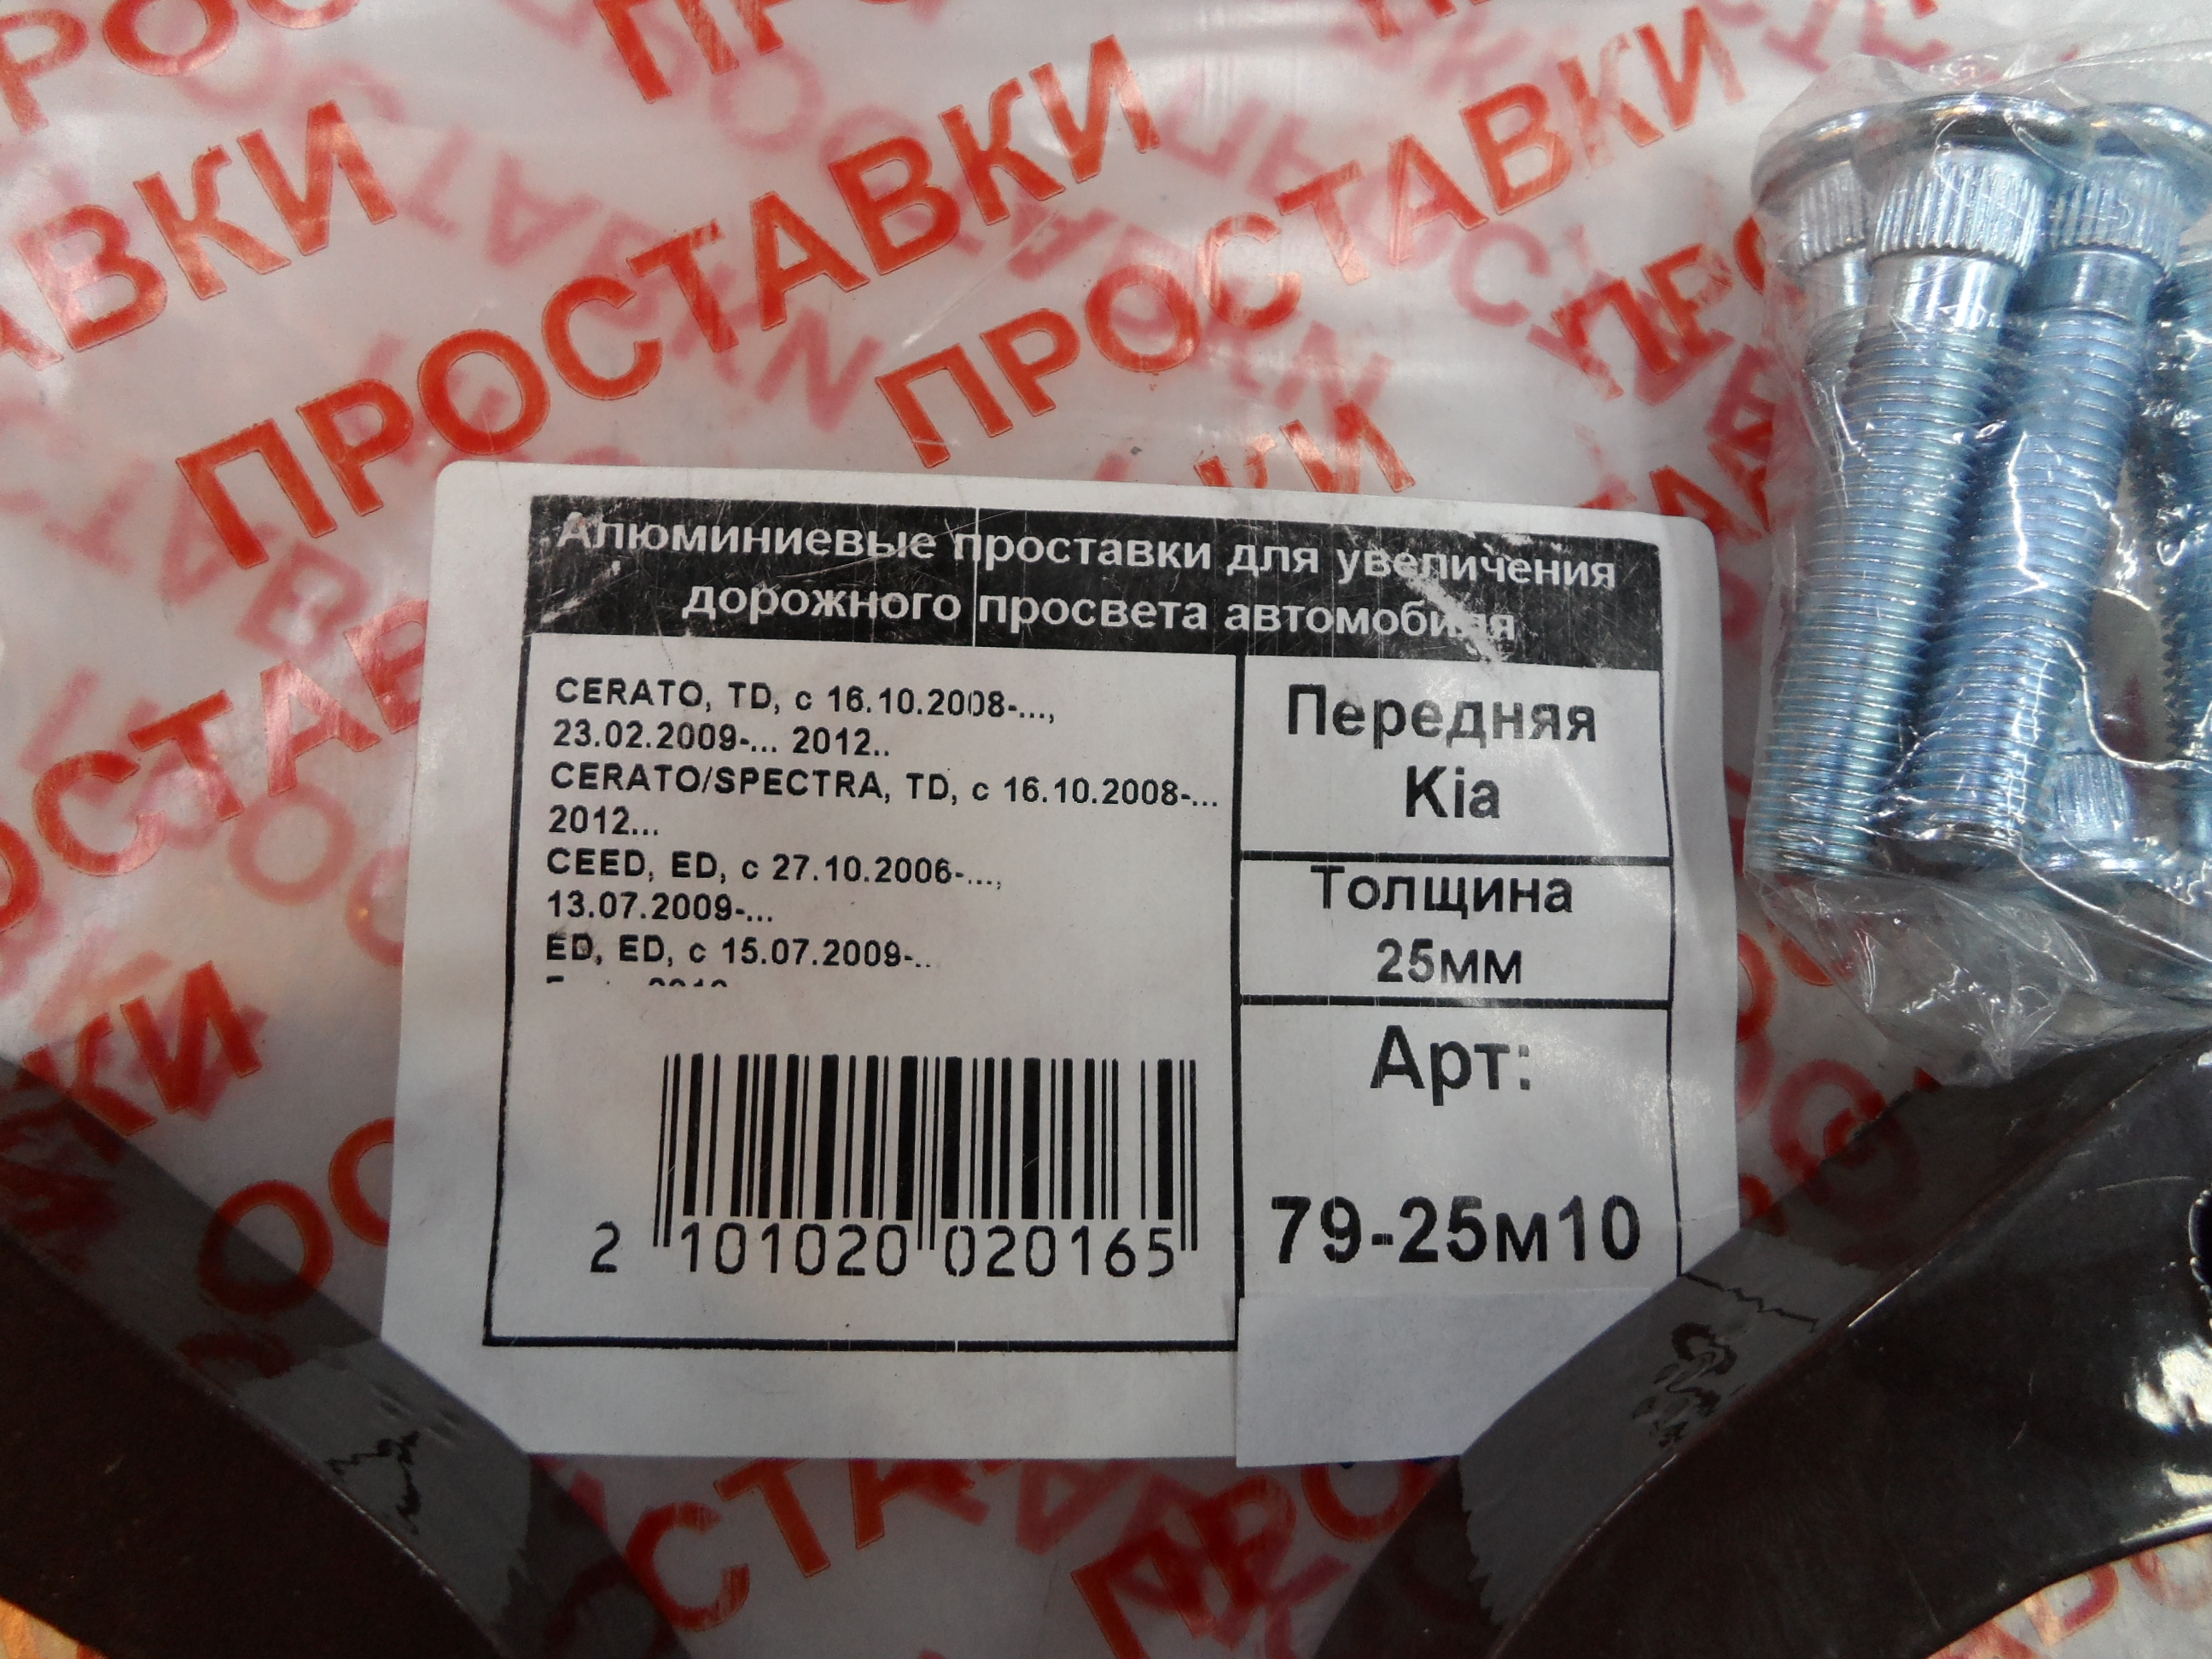 ПРОСТАВКИ
ПРОСТАВКИ
Алюминиевые проставки для увеличения
дорожного просвета автомобиля
CERATO, TD, с 16.10.2008-...,
23.02.2009-... 2012..
CERATO/SPECTRA, TD, с 16.10.2008-...
2012...
CEED, ED, с 27.10.2006-...,
13.07.2009-...
ED, ED, с 15.07.2009-..
Передняя
Kia
Толщина
25мм
Арт:
79-25м10
2 101020 020165